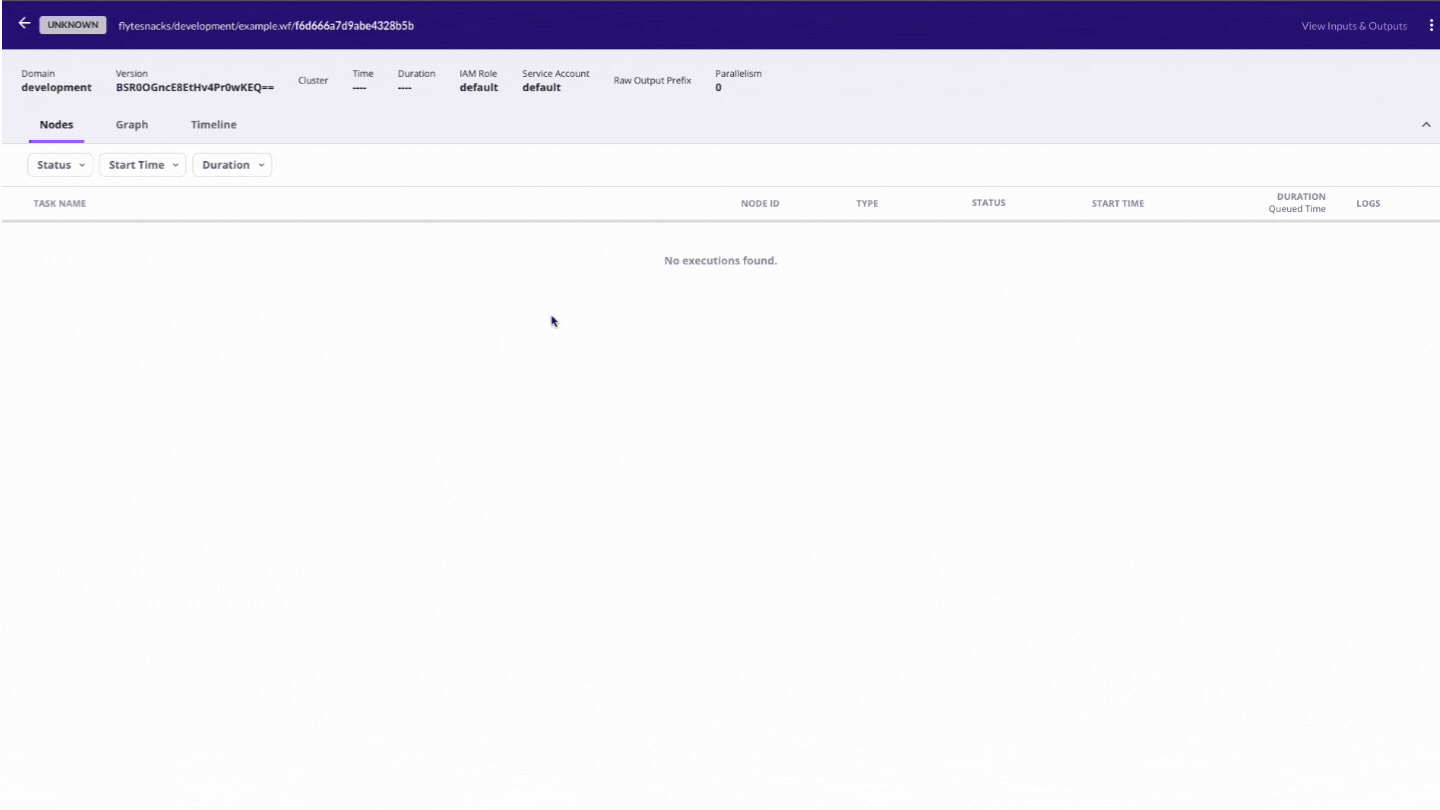 UNKNOWN flytesnacks/development/example.wf/f6d666a7d9abe4328b5b View Inputs & Outputs
Domain Version Cluster Time Duration IAM Role Service Account Raw Output Prefix Parallelism
development BSR0OGncE8EtHv4Pr0wKEQ== ---- ---- default default 0
Nodes Graph Timeline
Status Start Time Duration
TASK NAME NODE ID TYPE STATUS START TIME DURATION LOGS
Queued Time
No executions found.